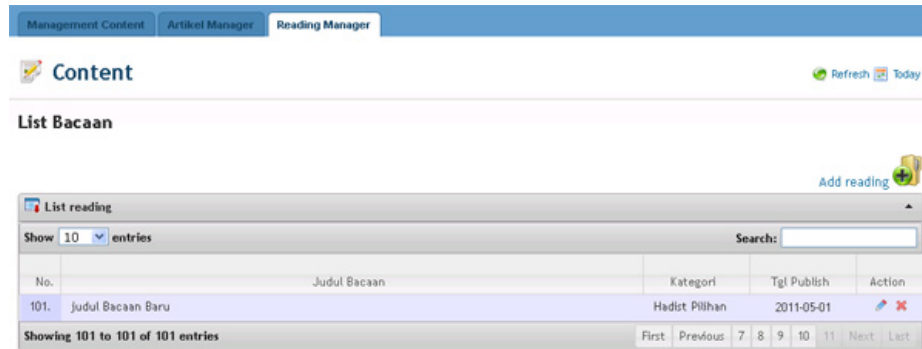 Management Content Artikel Manager Reading Manager
Content
Refresh Today
List Bacaan
Add reading
List reading
Show 10 entries Search:
No. Judul Bacaan Kategori Tgl Publish Action
101. Judul Bacaan Baru Hadist Pilihan 2011-05-01
Showing 101 to 101 of 101 entries First Previous 7 8 9 10 11 Next Last